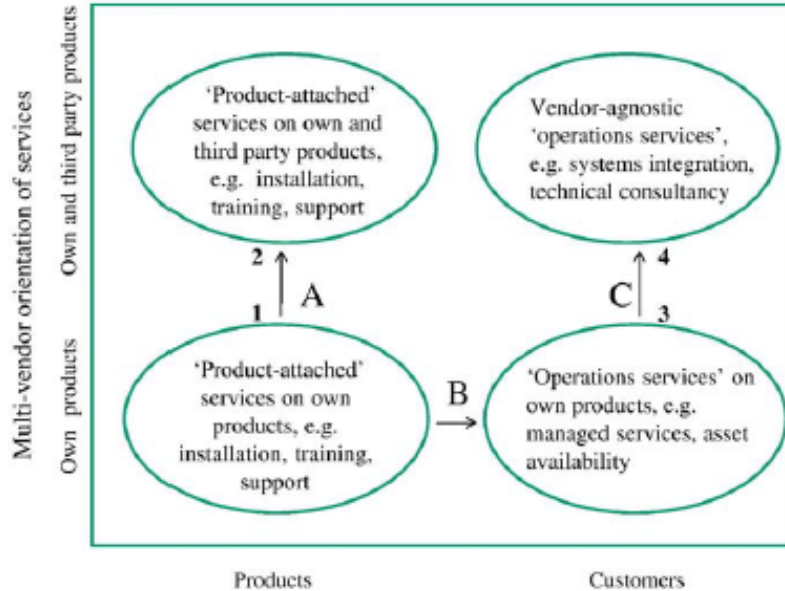 Multi-vendor orientation of services
Own and third party products
Own products
'Product-attached'
services on own and
third party products,
e.g. installation,
training, support
Vendor-agnostic
'operations services',
e.g. systems integration,
technical consultancy
2
A
1
4
C
3
'Product-attached'
services on own
products, e.g.
installation, training,
support
B
'Operations services' on
own products, e.g.
managed services, asset
availability
Products
Customers